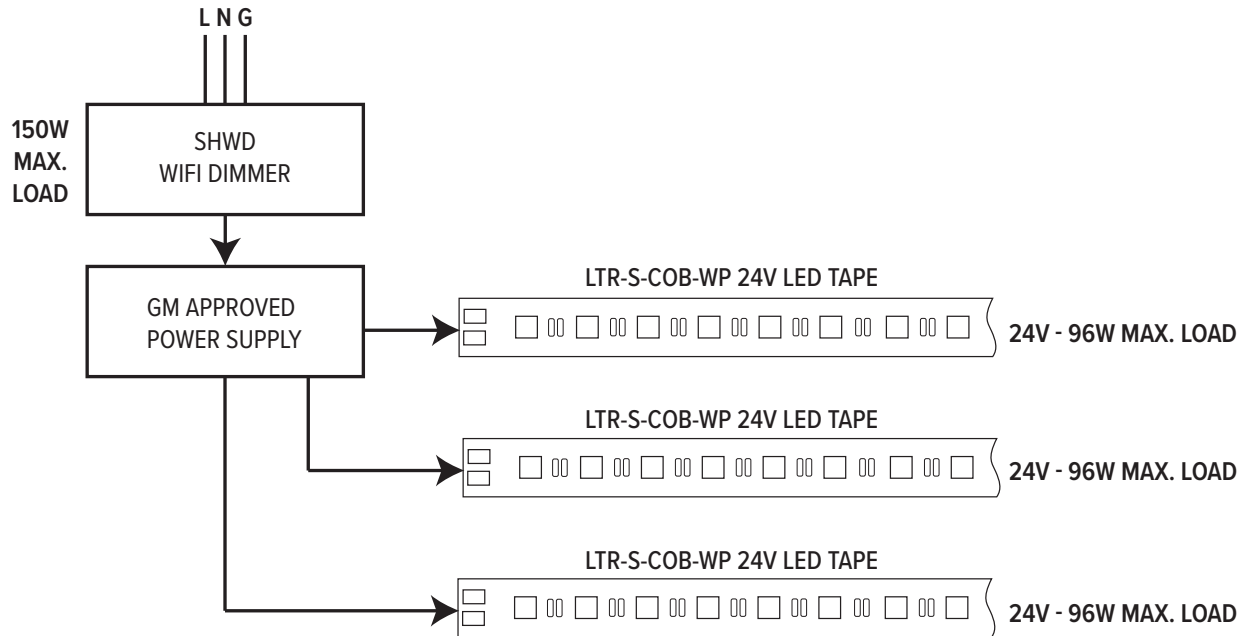 L N G
150W
MAX.
LOAD
SHWD
WIFI DIMMER
GM APPROVED
POWER SUPPLY
LTR-S-COB-WP 24V LED TAPE
24V - 96W MAX. LOAD
LTR-S-COB-WP 24V LED TAPE
24V - 96W MAX. LOAD
LTR-S-COB-WP 24V LED TAPE
24V - 96W MAX. LOAD